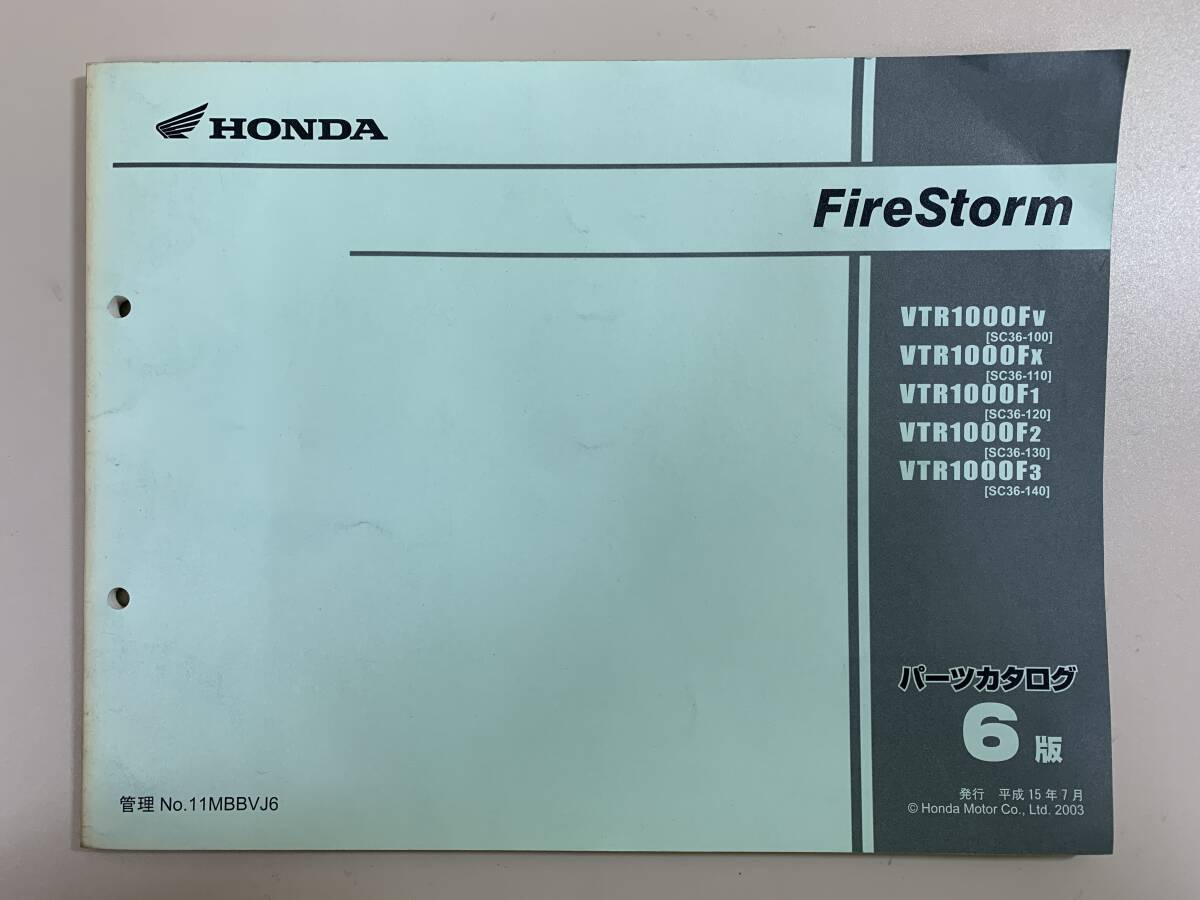 HONDA
FireStorm
VTR1000Fv
[SC36-100]
VTR1000Fx
[SC36-110]
VTR1000F1
[SC36-120]
VTR1000F2
[SC36-130]
VTR1000F3
[SC36-140]
パーツカタログ
6版
管理 No.11MBBVJ6
発行 平成15年7月
© Honda Motor Co., Ltd. 2003